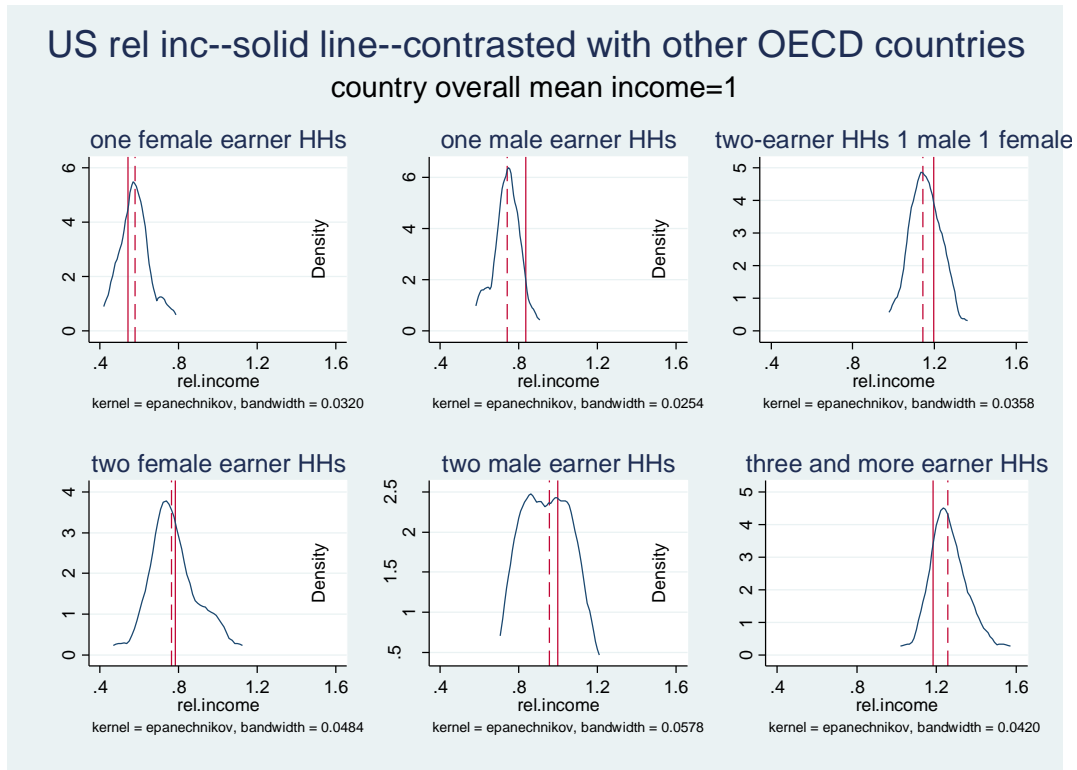 US rel inc--solid line--contrasted with other OECD countries
country overall mean income=1
one female earner HHs
6
4
2
0
Density
.4 .8 1.2 1.6
rel.income
kernel = epanechnikov, bandwidth = 0.0320
one male earner HHs
6
4
2
0
Density
.4 .8 1.2 1.6
rel.income
kernel = epanechnikov, bandwidth = 0.0254
two-earner HHs 1 male 1 female
5
4
3
2
1
0
.4 .8 1.2 1.6
rel.income
kernel = epanechnikov, bandwidth = 0.0358
two female earner HHs
4
3
2
1
0
Density
.4 .8 1.2 1.6
rel.income
kernel = epanechnikov, bandwidth = 0.0484
two male earner HHs
2.5
2
1.5
1
.5
Density
.4 .8 1.2 1.6
rel.income
kernel = epanechnikov, bandwidth = 0.0578
three and more earner HHs
5
4
3
2
1
0
.4 .8 1.2 1.6
rel.income
kernel = epanechnikov, bandwidth = 0.0420